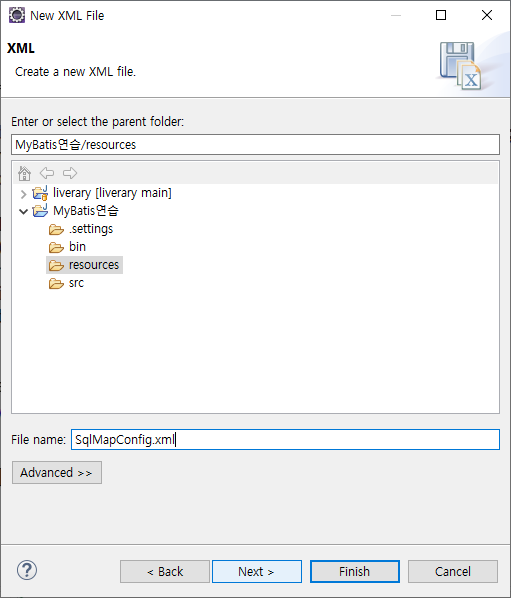 New XML File
XML
Create a new XML file.
X
Enter or select the parent folder:
MyBatis연습/resources
liverary [liverary main]
MyBatis연습
.settings
bin
resources
src
File name: SqlMapConfig.xml
Advanced >>
?
< Back Next > Finish Cancel